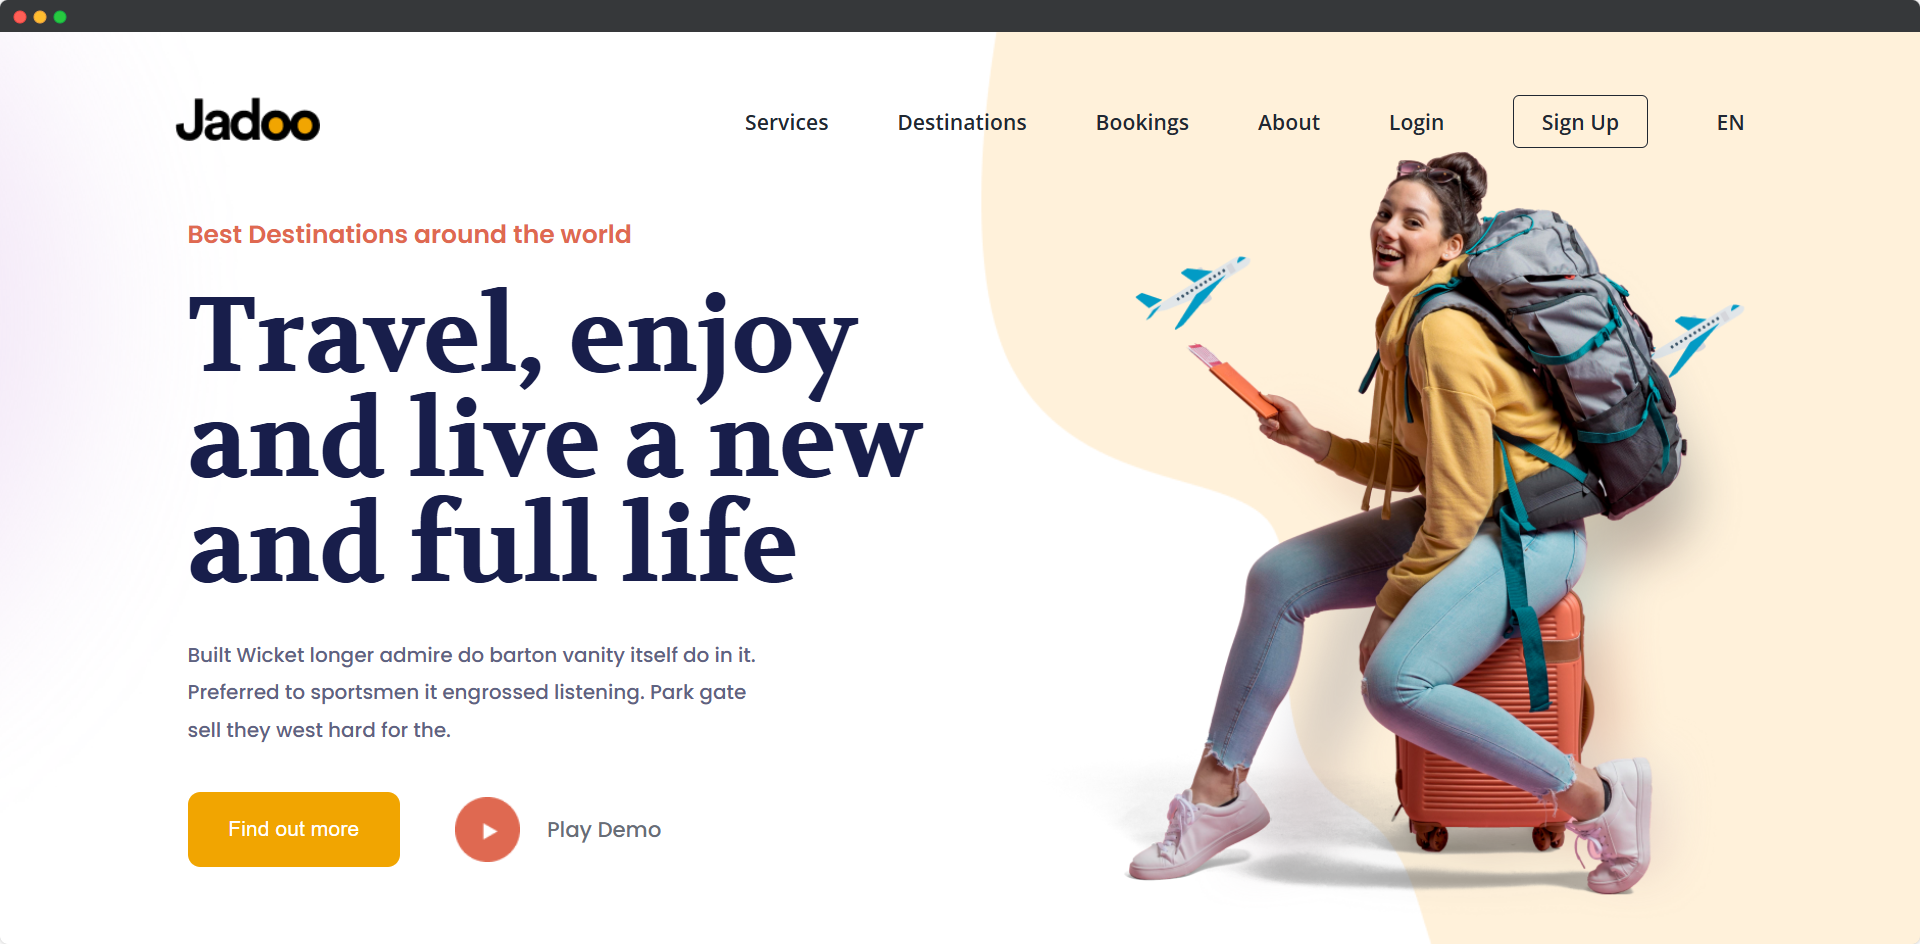 Jadoo
Services Destinations Bookings About Login Sign Up EN
Best Destinations around the world
Travel, enjoy
and live a new
and full life
Built Wicket longer admire do barton vanity itself do in it.
Preferred to sportsmen it engrossed listening. Park gate
sell they west hard for the.
Find out more
Play Demo